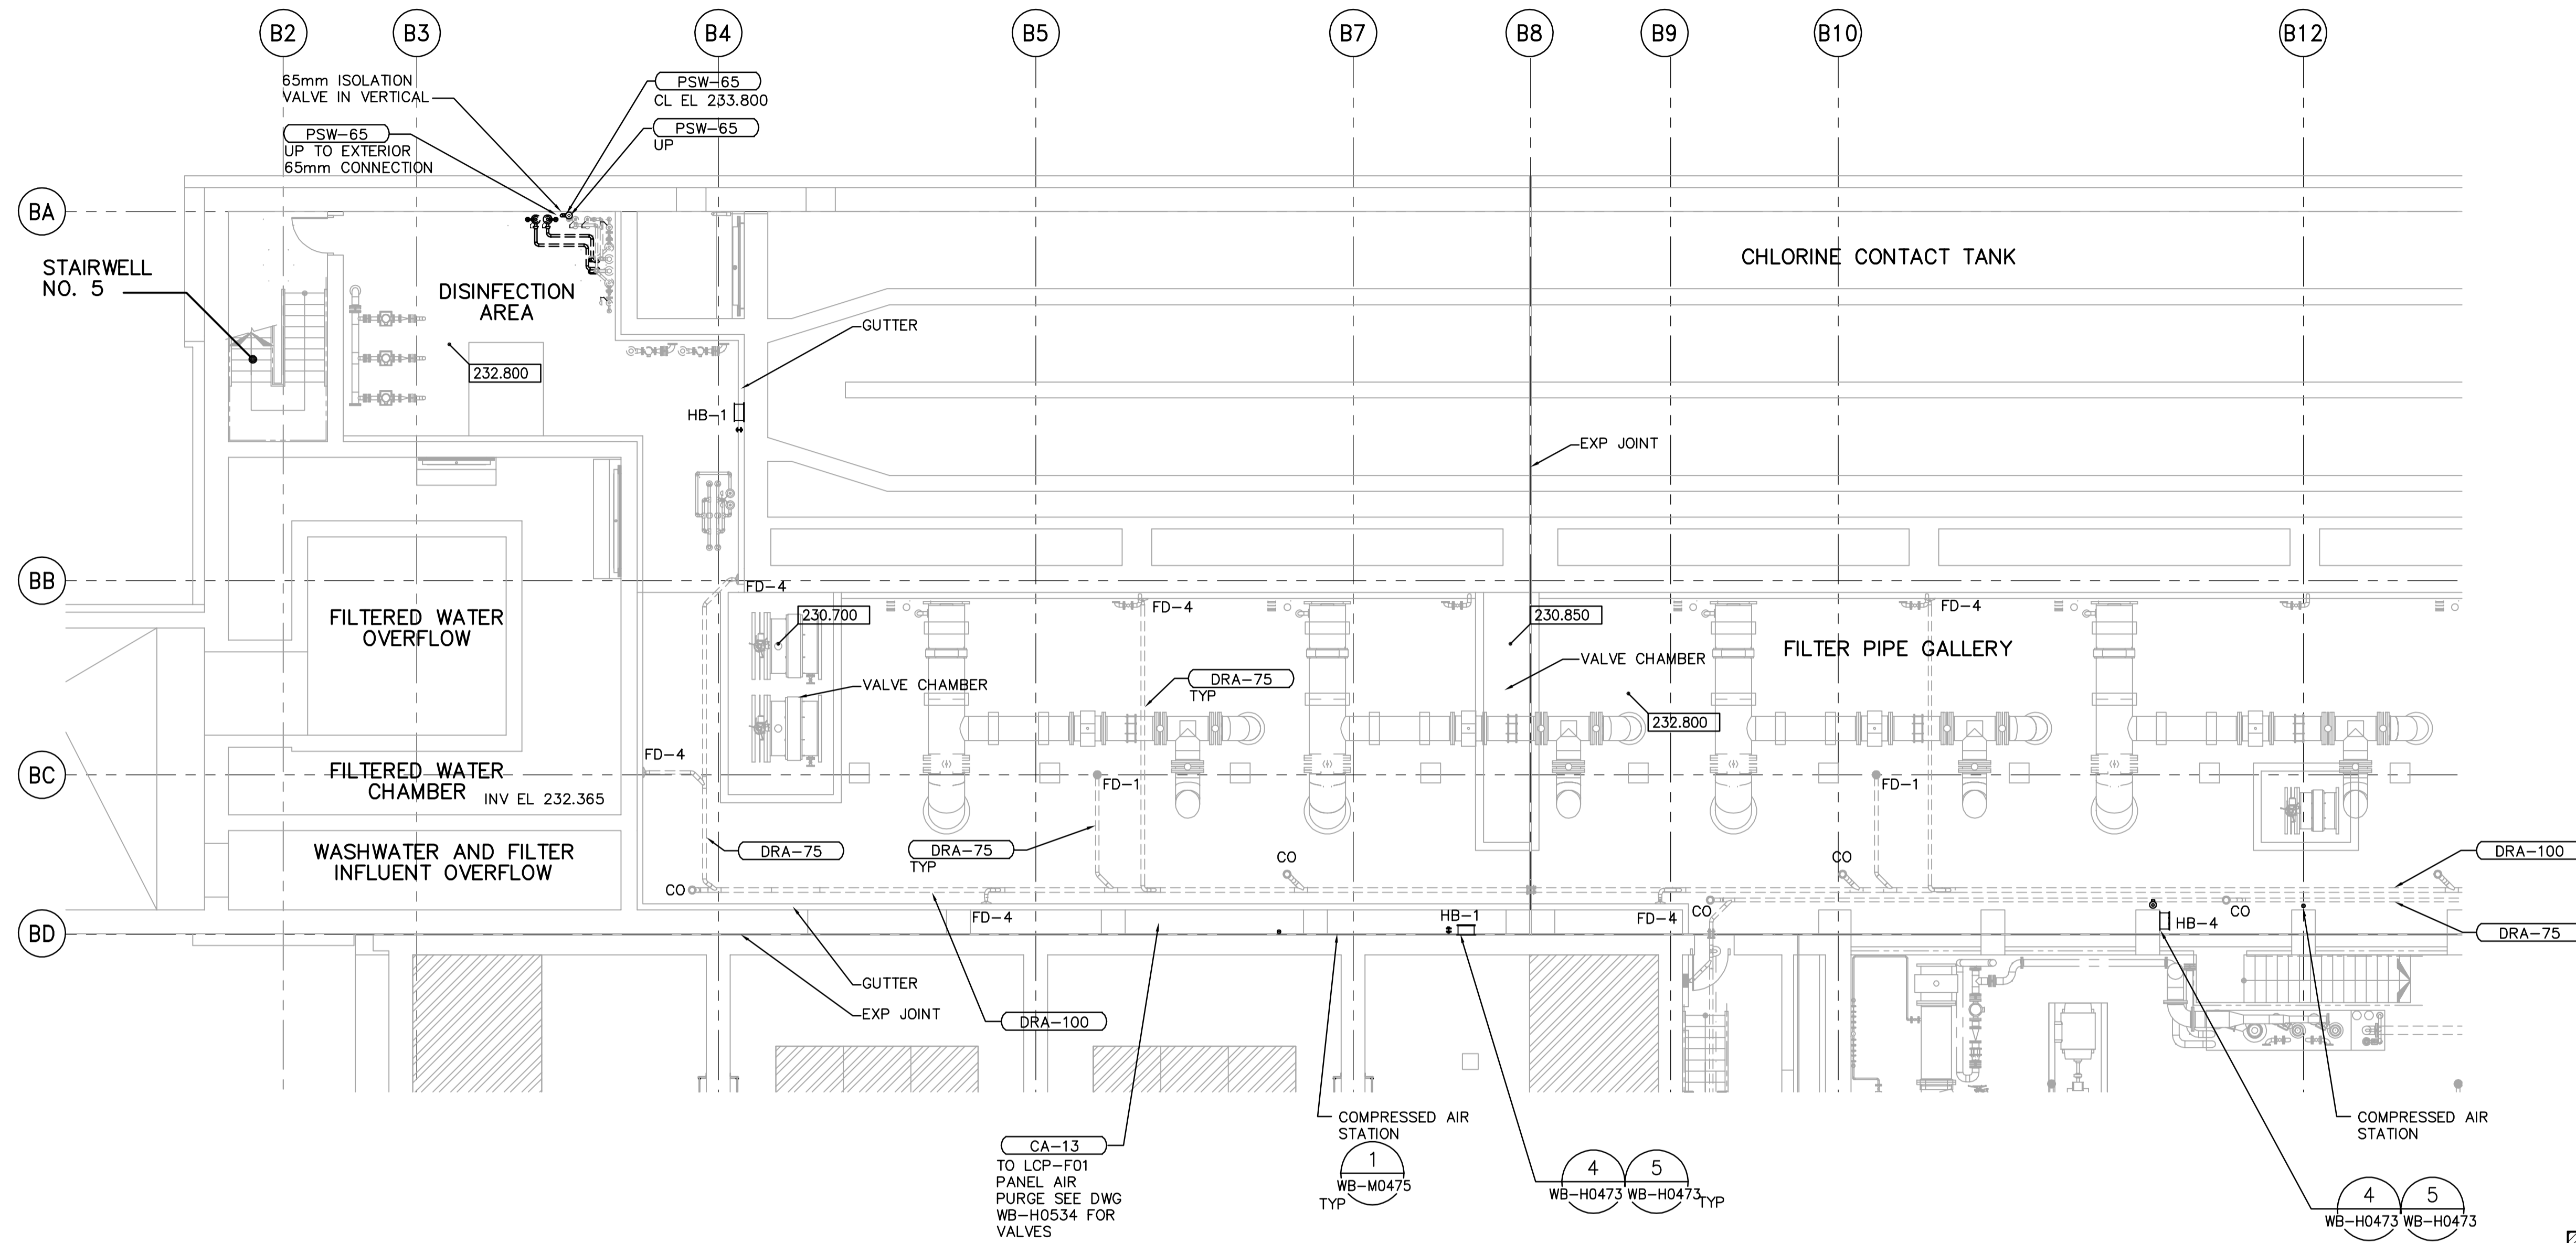 B2
B3
B4
B5
B7
B8
B9
B10
B12
65mm ISOLATION
VALVE IN VERTICAL
PSW-65
CL EL 233.800
PSW-65
UP
PSW-65
UP TO EXTERIOR
65mm CONNECTION
BA
STAIRWELL
NO. 5
DISINFECTION
AREA
232.800
GUTTER
HB-1
CHLORINE CONTACT TANK
EXP JOINT
BB
FD-4
FILTERED WATER
OVERFLOW
230.700
FD-4
230.850
FD-4
VALVE CHAMBER
DRA-75
TYP
VALVE CHAMBER
FILTER PIPE GALLERY
232.800
BC
FD-4
FILTERED WATER
CHAMBER
INV EL 232.365
FD-1
FD-1
WASHWATER AND FILTER
INFLUENT OVERFLOW
DRA-75
DRA-75
TYP
CO
CO
DRA-100
CO
FD-4
HB-1
FD-4
CO
CO
HB-4
DRA-75
BD
GUTTER
EXP JOINT
DRA-100
CA-13
TO LCP-F01
PANEL AIR
PURGE SEE DWG
WB-H0534 FOR
VALVES
COMPRESSED AIR
STATION
1
WB-M0475
TYP
4
WB-H0473
5
WB-H0473
TYP
COMPRESSED AIR
STATION
4
WB-H0473
5
WB-H0473